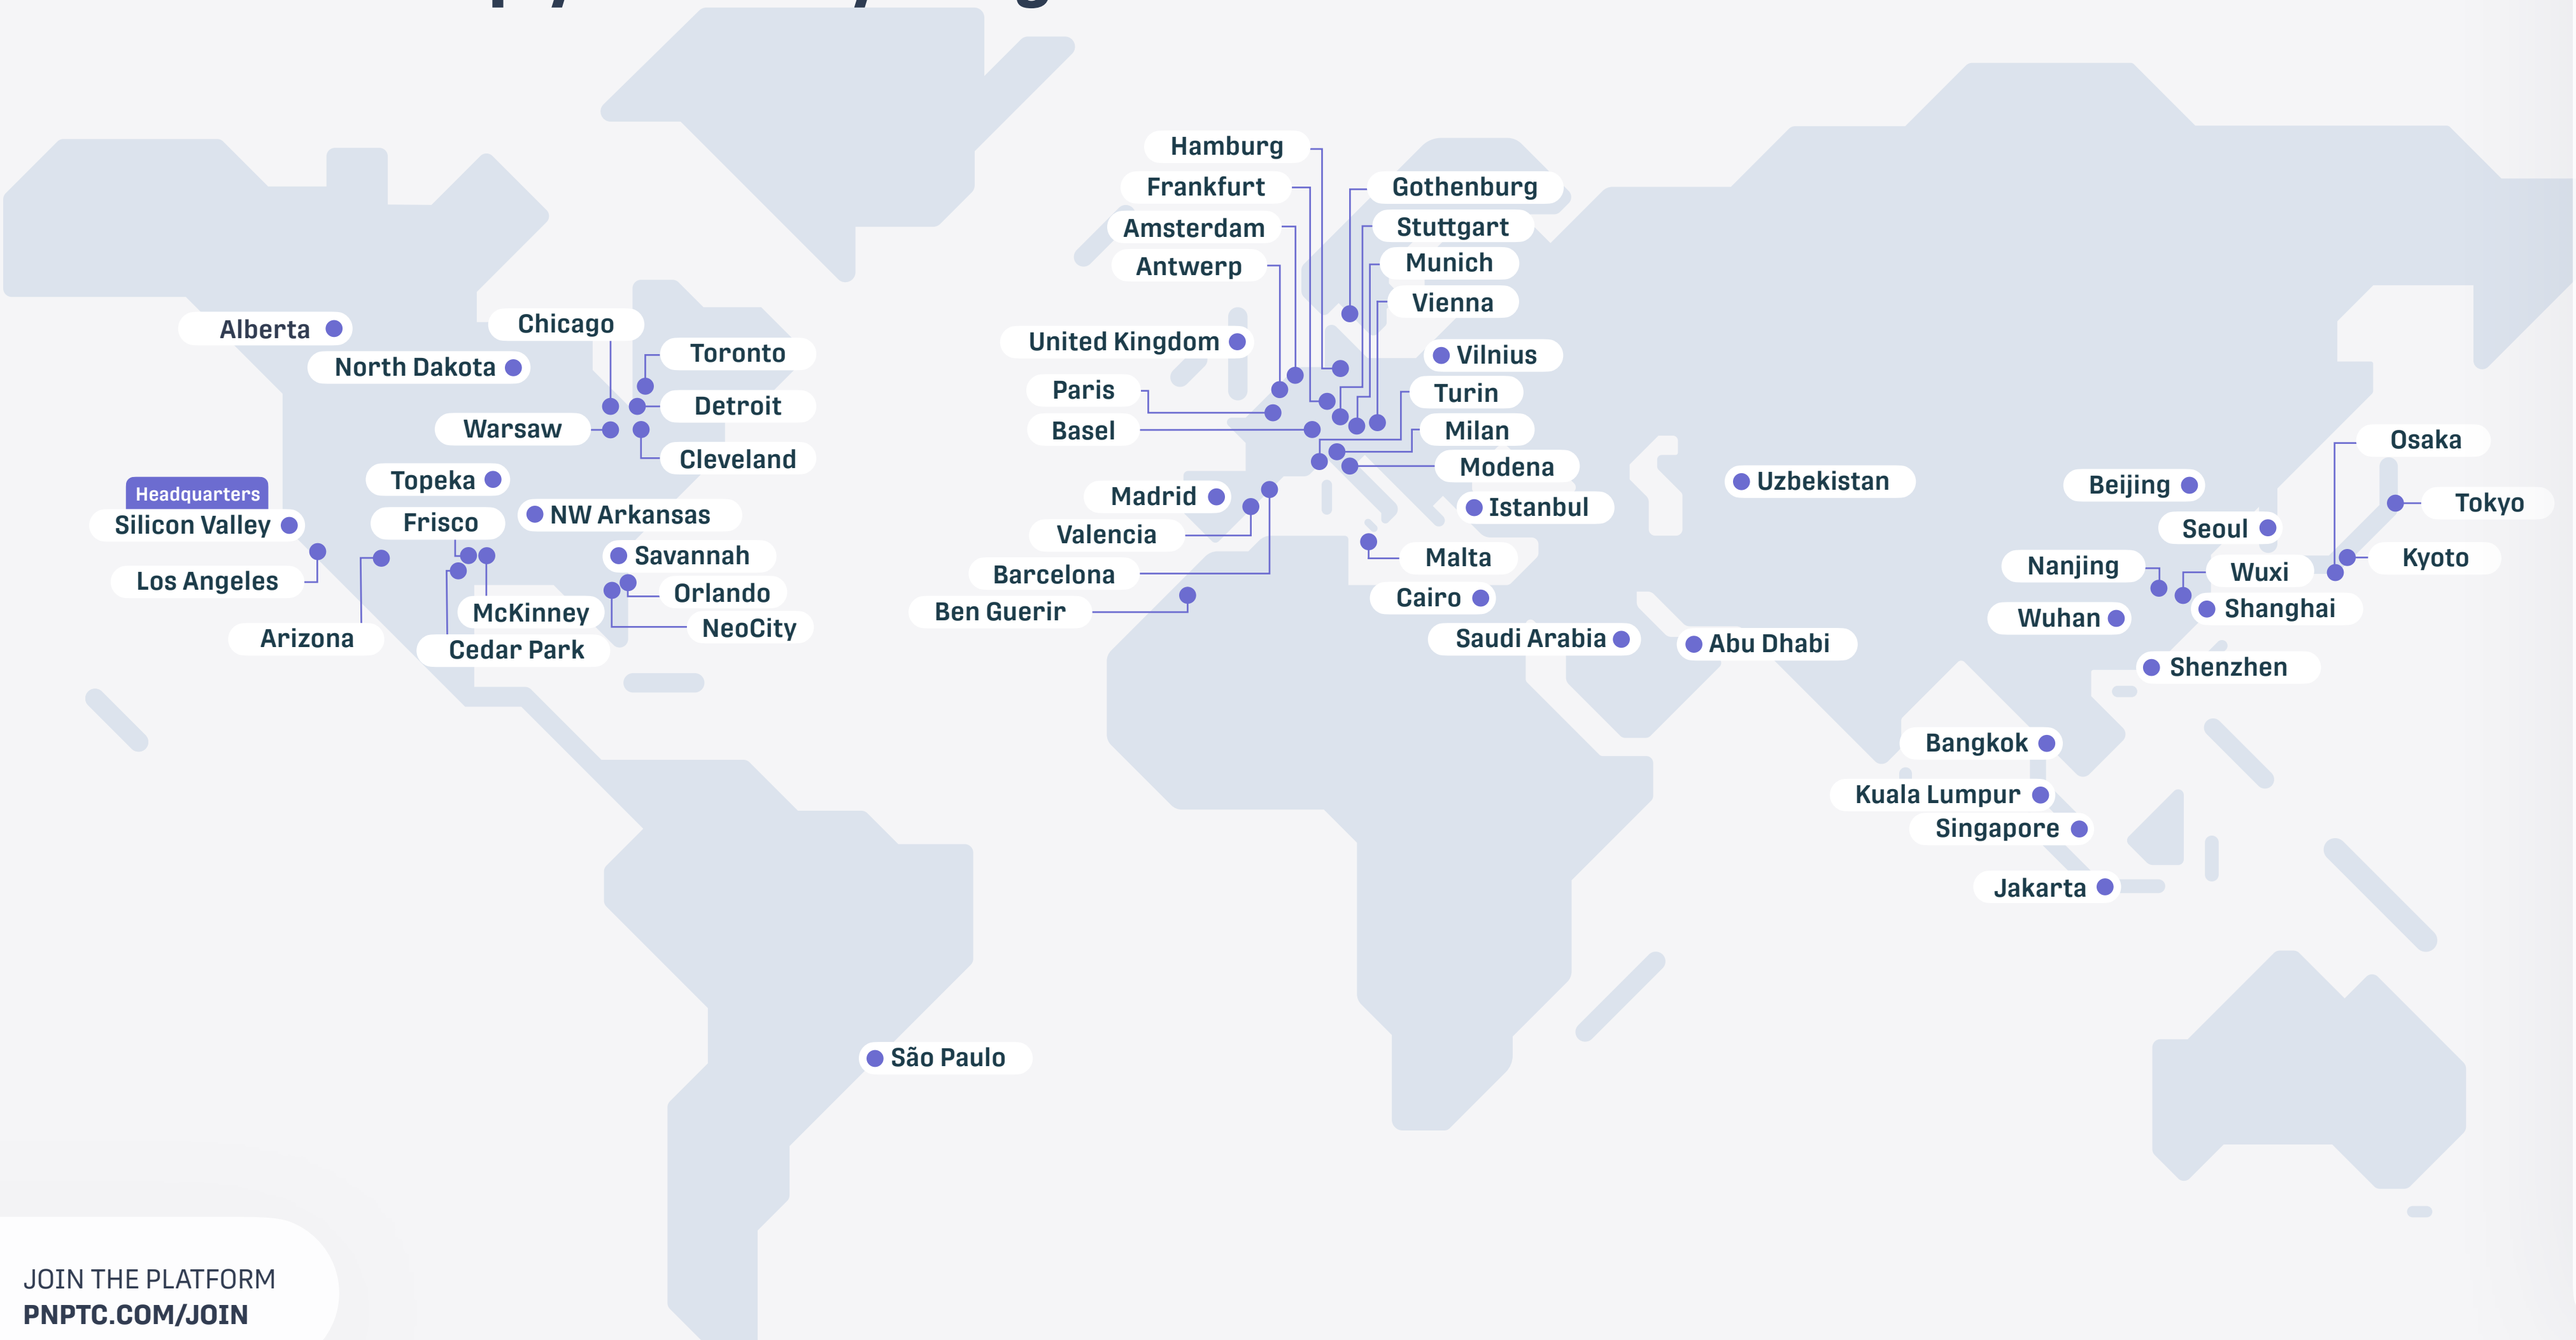 Hamburg
Frankfurt
Gothenburg
Amsterdam
Stuttgart
Antwerp
Munich
Vienna
Alberta
Chicago
United Kingdom
Toronto
Vilnius
North Dakota
Paris
Turin
Detroit
Warsaw
Basel
Milan
Osaka
Cleveland
Modena
Topeka
Uzbekistan
Beijing
Headquarters
Madrid
Istanbul
Tokyo
Silicon Valley
Frisco
NW Arkansas
Valencia
Seoul
Savannah
Malta
Kyoto
Los Angeles
Barcelona
Nanjing
Wuxi
Orlando
Cairo
McKinney
Ben Guerir
Wuhan
Shanghai
NeoCity
Arizona
Saudi Arabia
Abu Dhabi
Cedar Park
Shenzhen
Bangkok
Kuala Lumpur
Singapore
Jakarta
São Paulo
JOIN THE PLATFORM
PNPTC.COM/JOIN